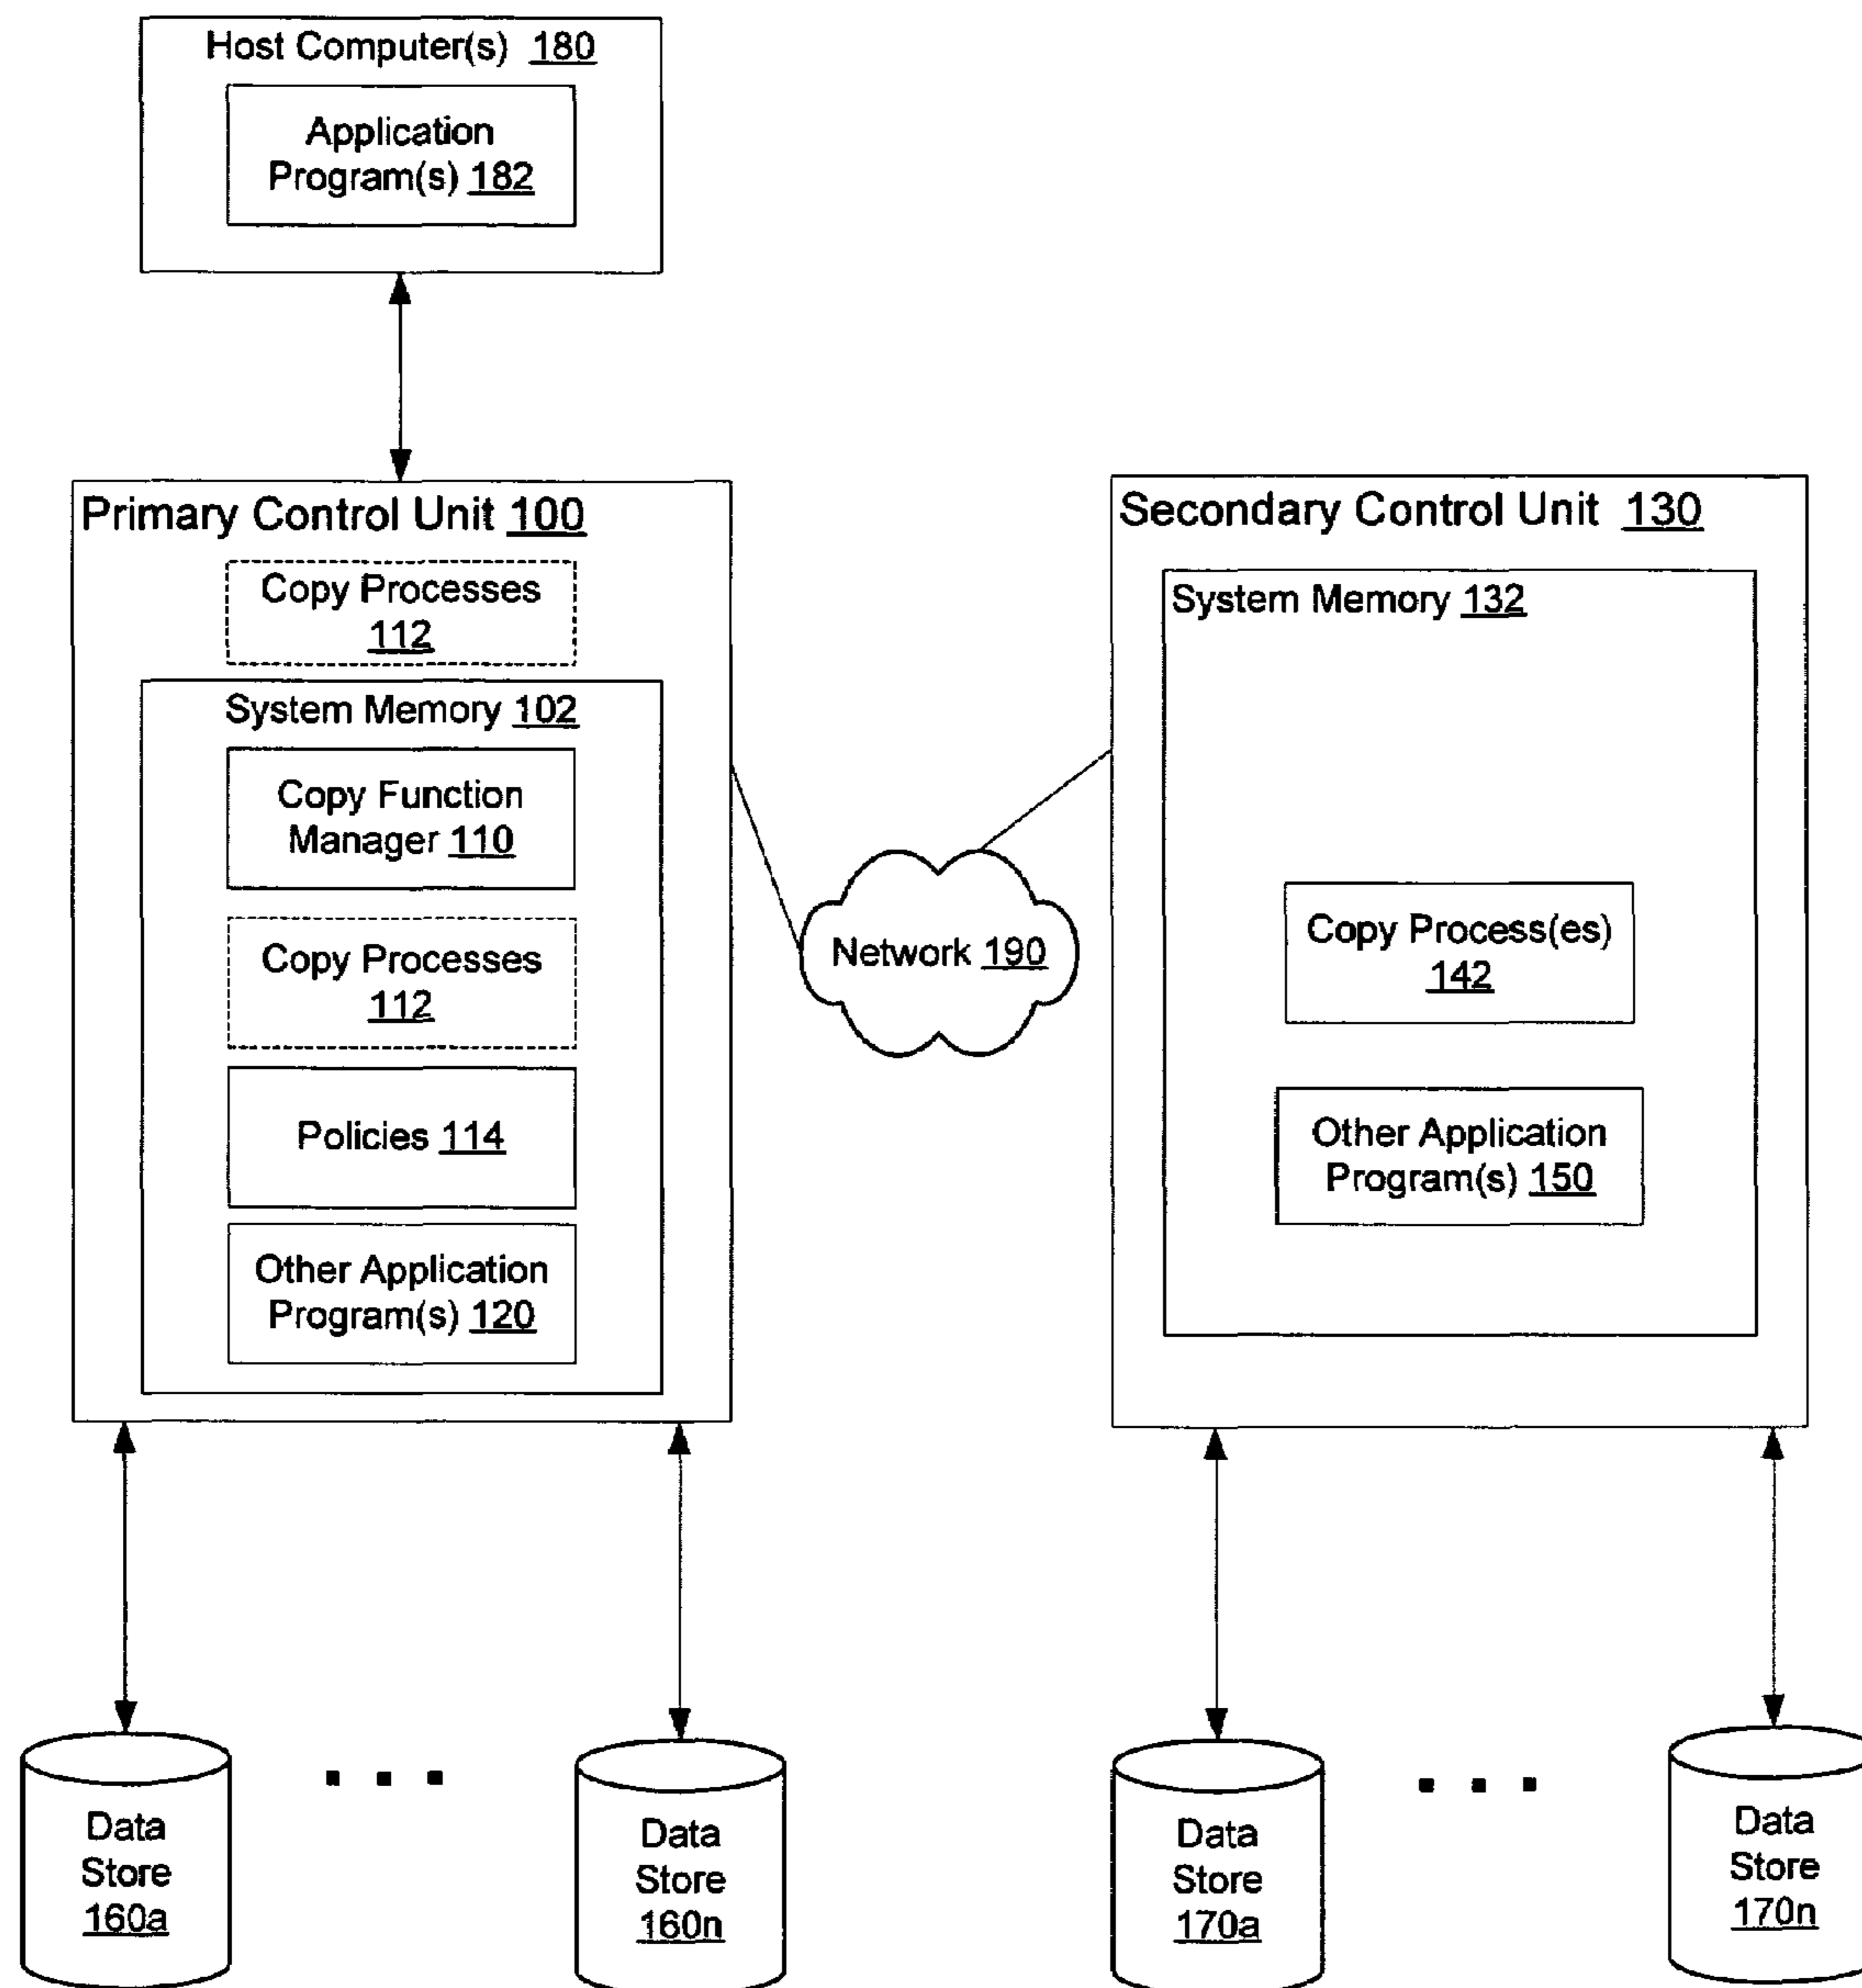 Host Computer(s) 180
Application
Program(s) 182
Primary Control Unit 100
Copy Processes
112
System Memory 102
Copy Function
Manager 110
Copy Processes
112
Policies 114
Other Application
Program(s) 120
Network 190
Secondary Control Unit 130
System Memory 132
Copy Process(es)
142
Other Application
Program(s) 150
Data
Store
160a
Data
Store
160n
Data
Store
170a
Data
Store
170n